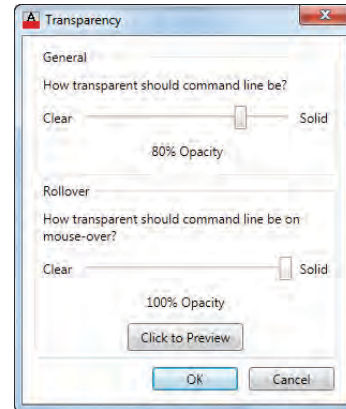 Transparency
General
How transparent should command line be?
Clear Solid
80% Opacity
Rollover
How transparent should command line be on
mouse-over?
Clear Solid
100% Opacity
Click to Preview
OK Cancel